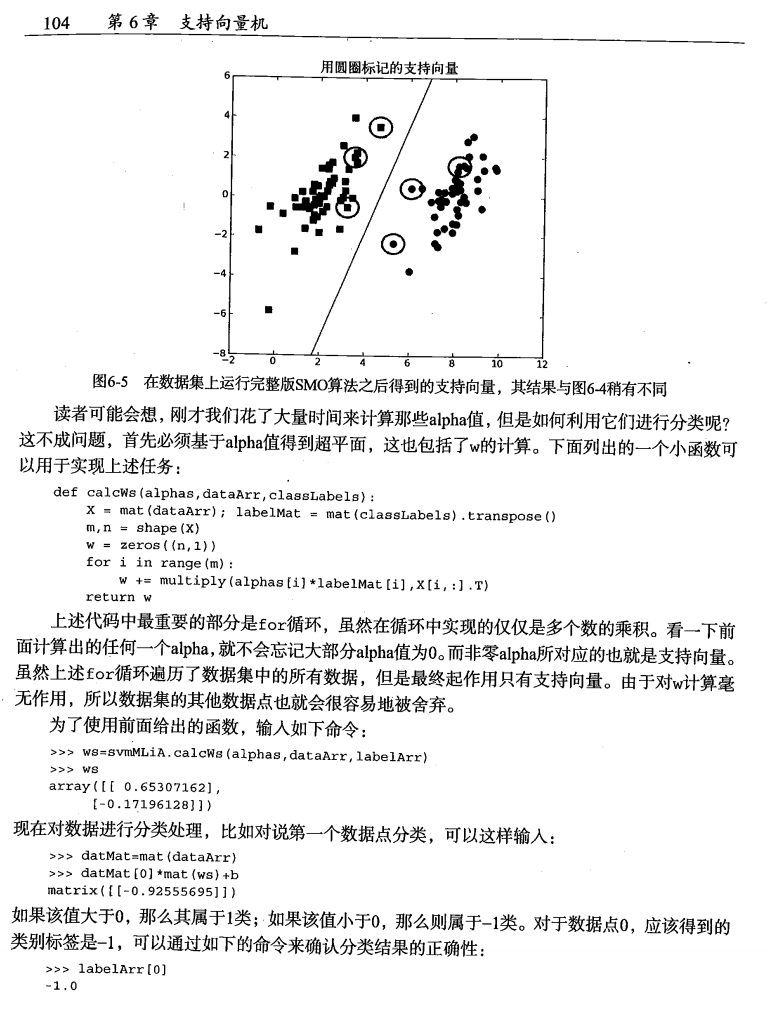 104 第6章 支持向量机
用圆圈标记的支持向量
6
4
2
0
−2
−4
−6
−8
−2 0 2 4 6 8 10 12
图6-5 在数据集上运行完整版SMO算法之后得到的支持向量，其结果与图6-4稍有不同
读者可能会想，刚才我们花了大量时间来计算那些alpha值，但是如何利用它们进行分类呢？
这不成问题，首先必须基于alpha值得到超平面，这也包括了w的计算。下面列出的一个小函数可
以用于实现上述任务：
def calcWs(alphas,dataArr,classLabels):
X = mat(dataArr); labelMat = mat(classLabels).transpose()
m,n = shape(X)
w = zeros((n,1))
for i in range(m):
w += multiply(alphas[i]*labelMat[i],X[i,:].T)
return w
上述代码中最重要的部分是for循环，虽然在循环中实现的仅仅是多个数的乘积。看一下前
面计算出的任何一个alpha，就不会忘记大部分alpha值为0。而非零alpha所对应的也就是支持向量。
虽然上述for循环遍历了数据集中的所有数据，但是最终起作用只有支持向量。由于对w计算毫
无作用，所以数据集的其他数据点也就会很容易地被舍弃。
为了使用前面给出的函数，输入如下命令：
>>> ws=svmMLiA.calcWs(alphas,dataArr,labelArr)
>>> ws
array([[ 0.65307162],
[-0.17196128]])
现在对数据进行分类处理，比如对说第一个数据点分类，可以这样输入：
>>> datMat=mat(dataArr)
>>> datMat[0]*mat(ws)+b
matrix([[-0.92555695]])
如果该值大于0，那么其属于1类；如果该值小于0，那么则属于−1类。对于数据点0，应该得到的
类别标签是−1，可以通过如下的命令来确认分类结果的正确性：
>>> labelArr[0]
-1.0